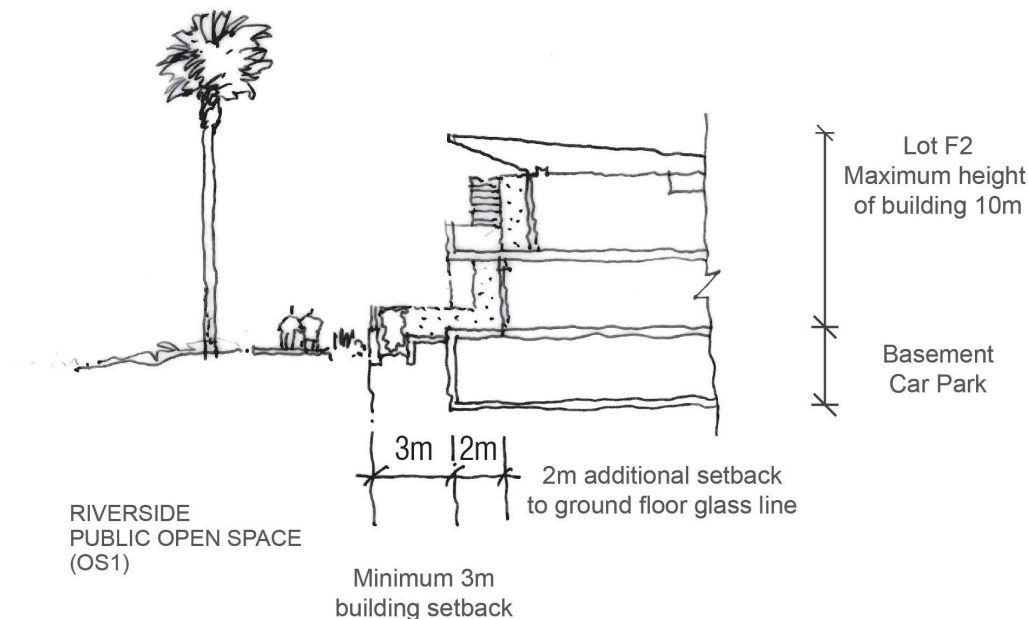 Lot F2
Maximum height
of building 10m
Basement
Car Park
3m
2m
2m additional setback
to ground floor glass line
RIVERSIDE
PUBLIC OPEN SPACE
(OS1)
Minimum 3m
building setback